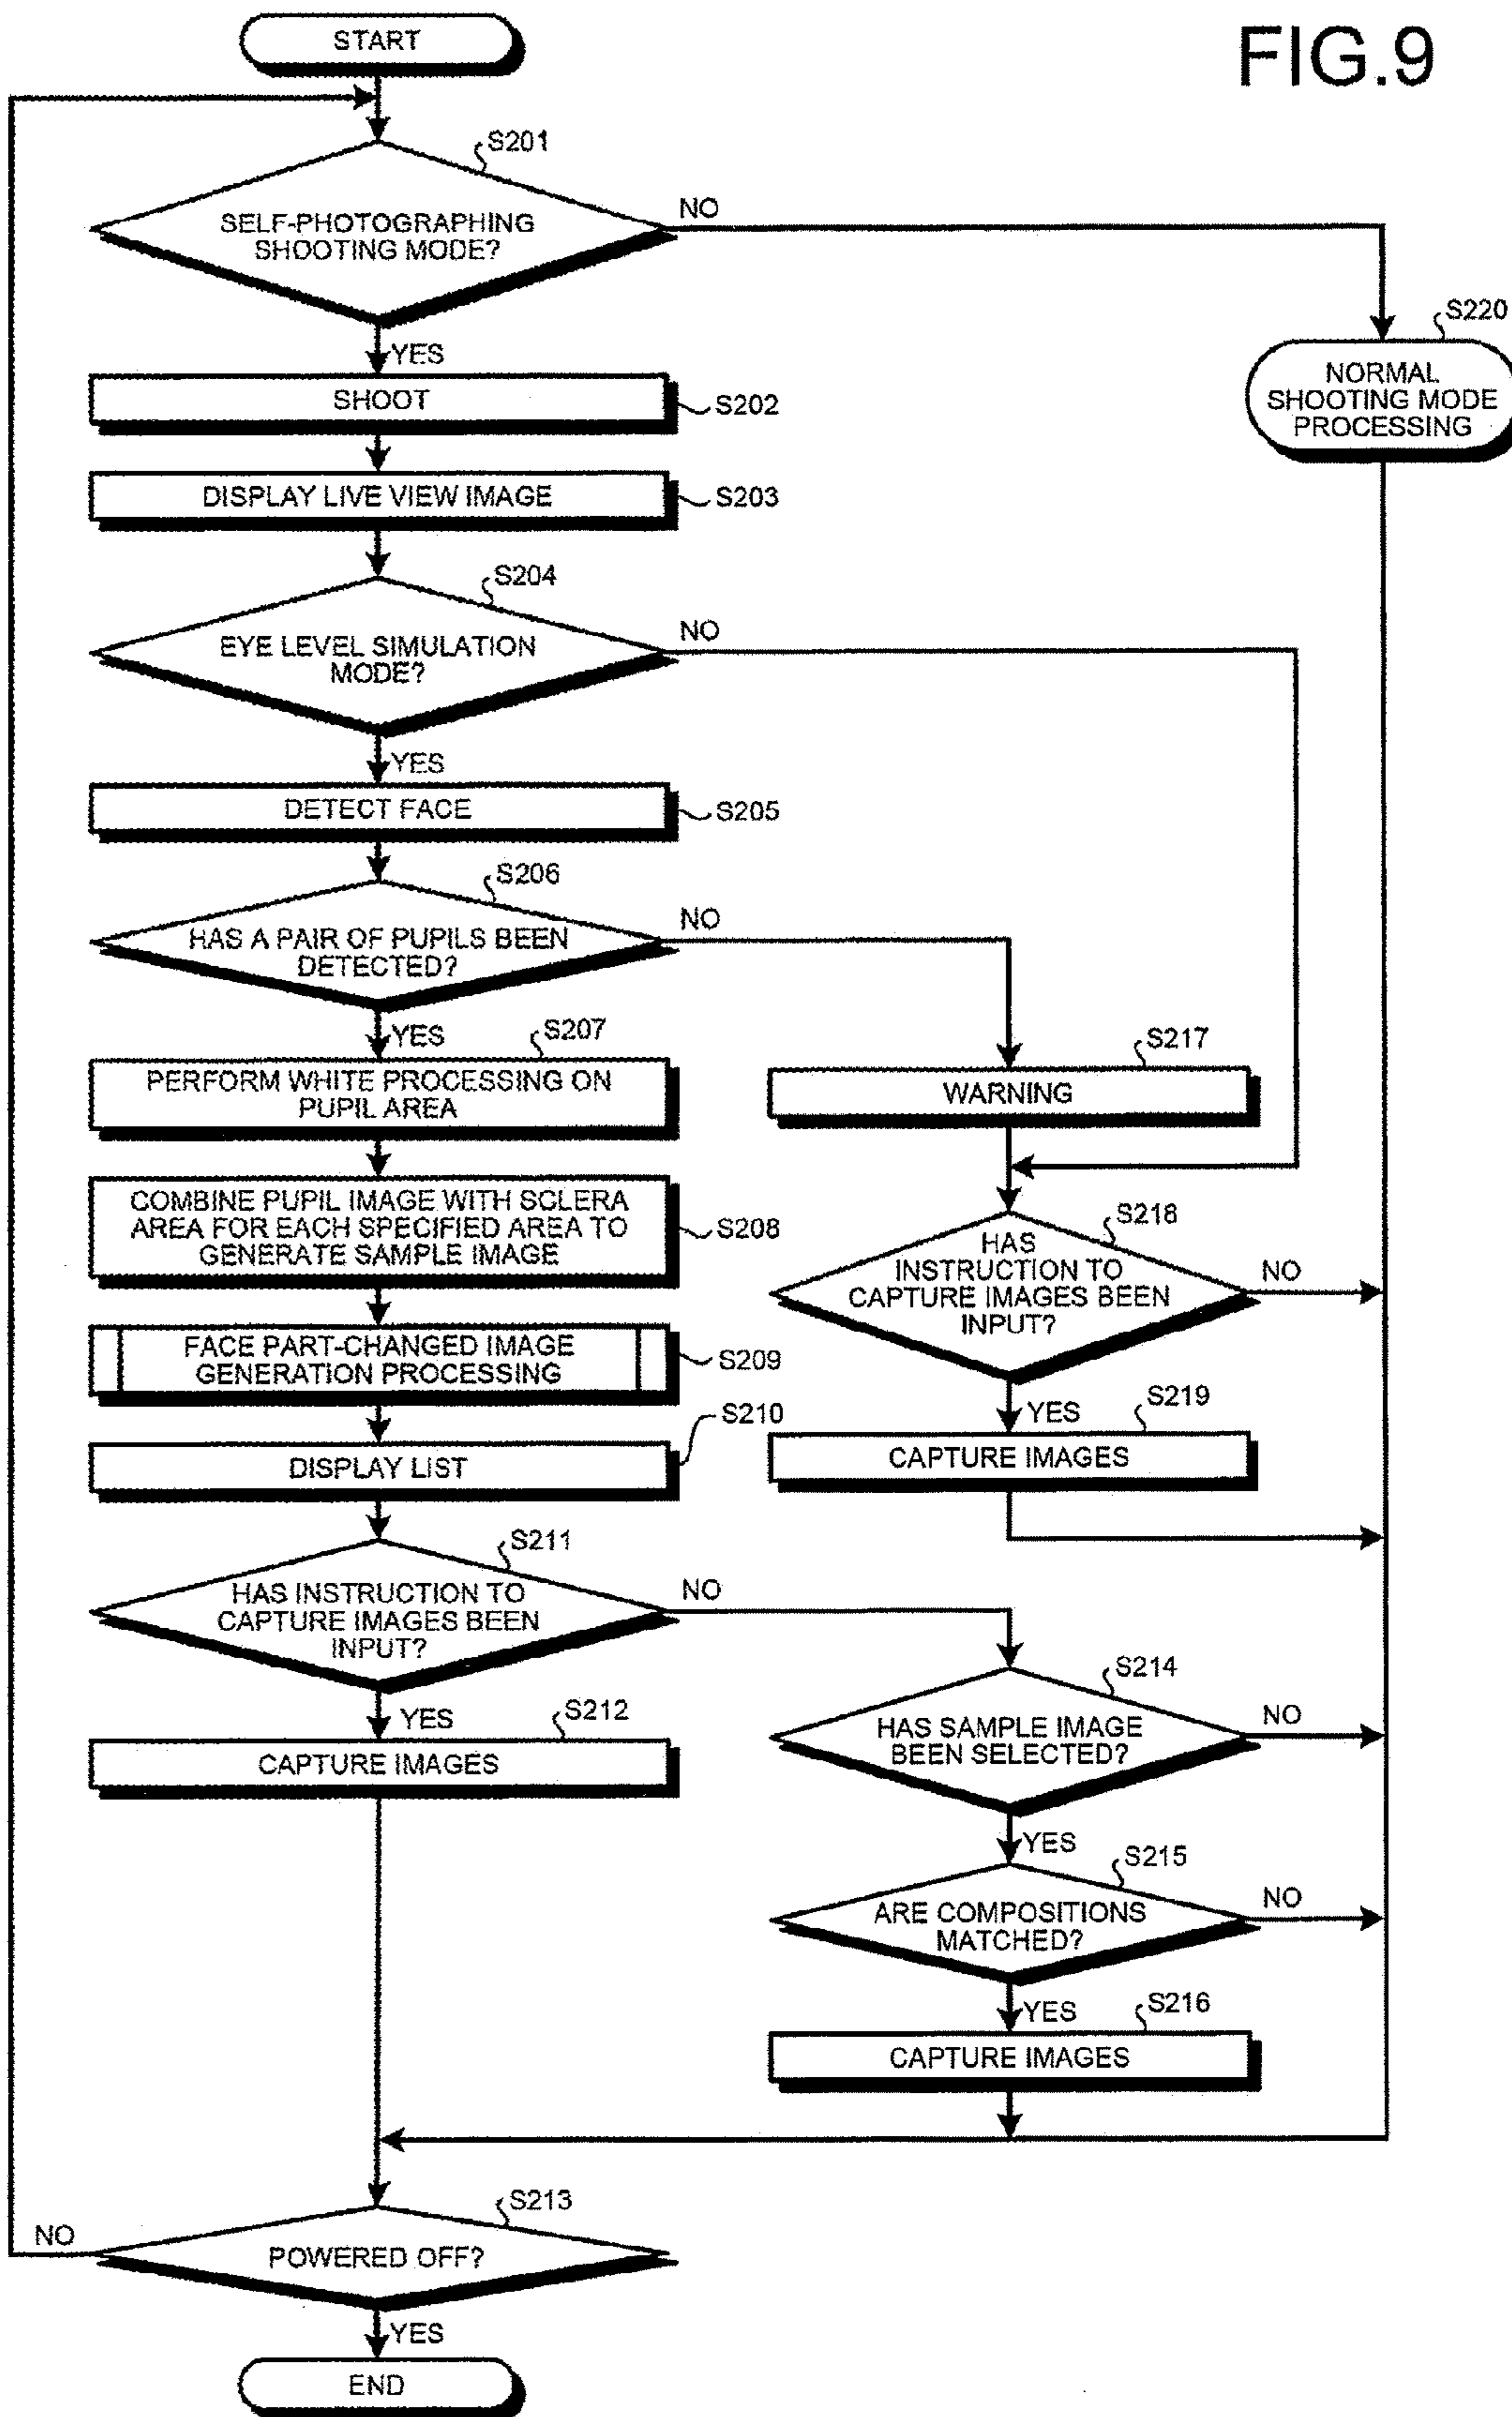 FIG.9
START
S201
SELF-PHOTOGRAPHING
SHOOTING MODE?
NO
YES
S220
NORMAL
SHOOTING MODE
PROCESSING
SHOOT
S202
DISPLAY LIVE VIEW IMAGE
S203
S204
EYE LEVEL SIMULATION
MODE?
NO
YES
DETECT FACE
S205
S206
HAS A PAIR OF PUPILS BEEN
DETECTED?
NO
YES
S207
PERFORM WHITE PROCESSING ON
PUPIL AREA
S217
WARNING
COMBINE PUPIL IMAGE WITH SCLERA
AREA FOR EACH SPECIFIED AREA TO
GENERATE SAMPLE IMAGE
S208
S218
HAS
INSTRUCTION TO
CAPTURE IMAGES BEEN
INPUT?
NO
YES
FACE PART-CHANGED IMAGE
GENERATION PROCESSING
S209
S219
CAPTURE IMAGES
S210
DISPLAY LIST
S211
HAS INSTRUCTION TO
CAPTURE IMAGES BEEN
INPUT?
NO
YES
S212
CAPTURE IMAGES
S214
HAS SAMPLE IMAGE
BEEN SELECTED?
NO
YES
S215
ARE COMPOSITIONS
MATCHED?
NO
YES
S216
CAPTURE IMAGES
S213
POWERED OFF?
NO
YES
END